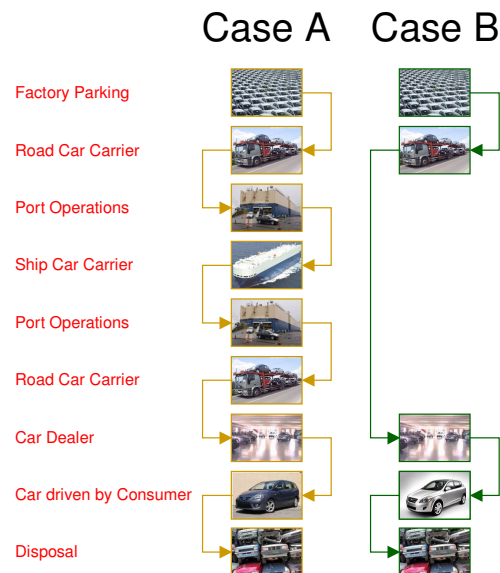 Case A Case B
Factory Parking
Road Car Carrier
Port Operations
Ship Car Carrier
Port Operations
Road Car Carrier
Car Dealer
Car driven by Consumer
Disposal